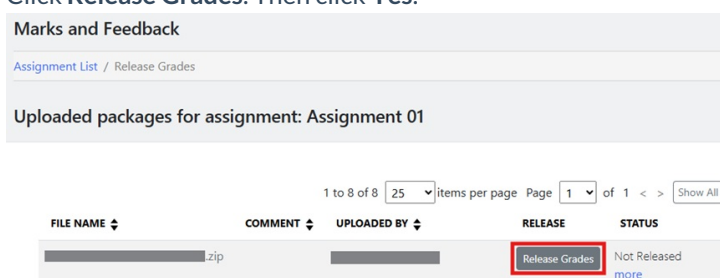 Click Release Grades. Then click Yes.
Marks and Feedback
Assignment List / Release Grades
Uploaded packages for assignment: Assignment 01
1 to 8 of 8 25 items per page Page 1 of 1 < > Show All
FILE NAME COMMENT UPLOADED BY RELEASE STATUS
.zip Release Grades Not Released
more